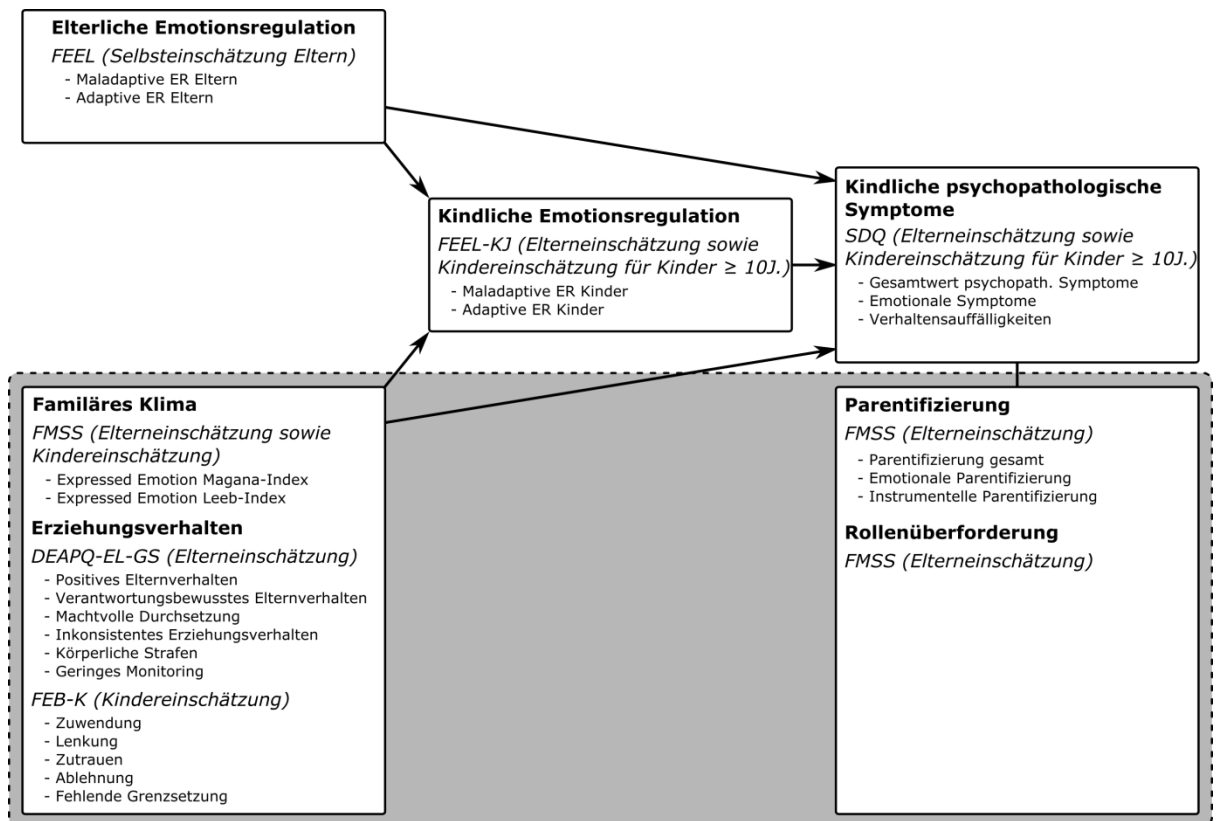 Elterliche Emotionsregulation
FEEL (Selbsteinschätzung Eltern)
- Maladaptive ER Eltern
- Adaptive ER Eltern
Kindliche Emotionsregulation
FEEL-KJ (Elterneinschätzung sowie
Kindereinschätzung für Kinder ≥ 10J.)
- Maladaptive ER Kinder
- Adaptive ER Kinder
Kindliche psychopathologische
Symptome
SDQ (Elterneinschätzung sowie
Kindereinschätzung für Kinder ≥ 10J.)
- Gesamtwert psychopath. Symptome
- Emotionale Symptome
- Verhaltensauffälligkeiten
Familäres Klima
FMSS (Elterneinschätzung sowie
Kindereinschätzung)
- Expressed Emotion Magana-Index
- Expressed Emotion Leeb-Index
Erziehungsverhalten
DEAPQ-EL-GS (Elterneinschätzung)
- Positives Elternverhalten
- Verantwortungsbewusstes Elternverhalten
- Machtvolle Durchsetzung
- Inkonsistentes Erziehungsverhalten
- Körperliche Strafen
- Geringes Monitoring
FEB-K (Kindereinschätzung)
- Zuwendung
- Lenkung
- Zutrauen
- Ablehnung
- Fehlende Grenzsetzung
Parentifizierung
FMSS (Elterneinschätzung)
- Parentifizierung gesamt
- Emotionale Parentifizierung
- Instrumentelle Parentifizierung
Rollenüberforderung
FMSS (Elterneinschätzung)